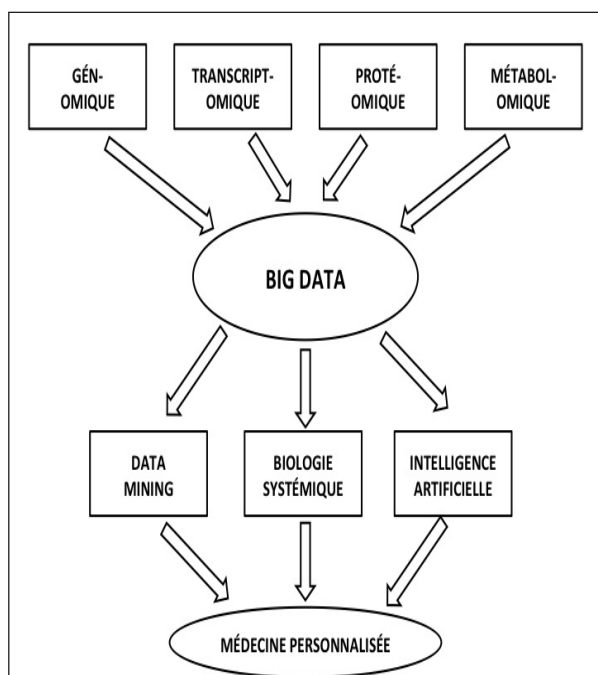 GÉN-
OMIQUE
TRANSCRIPT-
OMIQUE
PROTÉ-
OMIQUE
MÉTABOL-
OMIQUE
BIG DATA
DATA
MINING
BIOLOGIE
SYSTÉMIQUE
INTELLIGENCE
ARTIFICIELLE
MÉDECINE PERSONNALISÉE